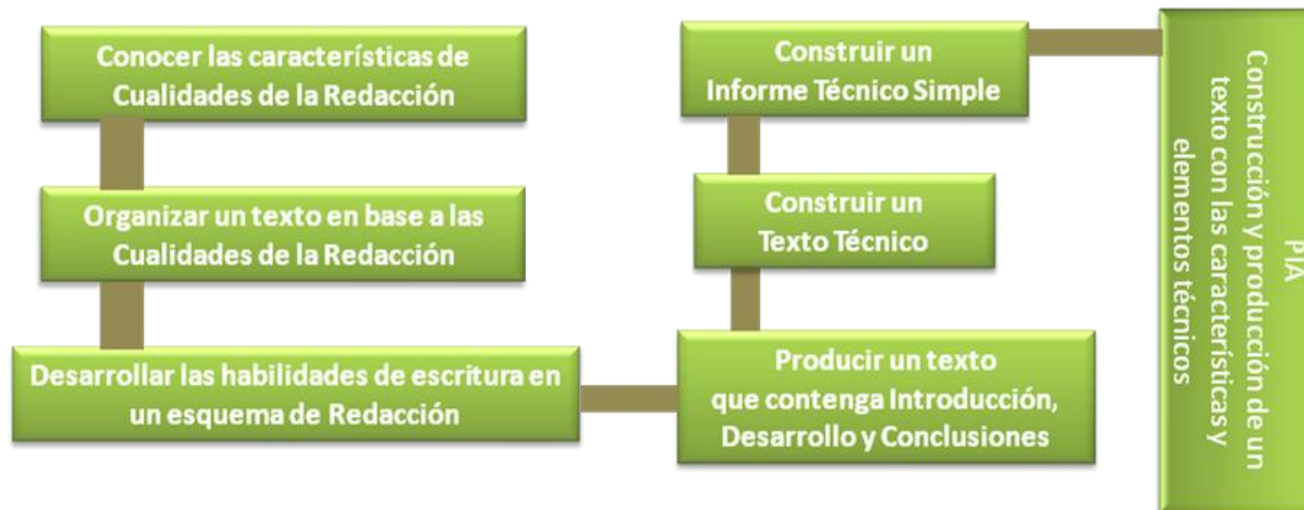 Conocer las características de
Cualidades de la Redacción
Organizar un texto en base a las
Cualidades de la Redacción
Desarrollar las habilidades de escritura en
un esquema de Redacción
Producir un texto
que contenga Introducción,
Desarrollo y Conclusiones
Construir un
Texto Técnico
Construir un
Informe Técnico Simple
PIA
Construcción y producción de un
texto con las características y
elementos técnicos